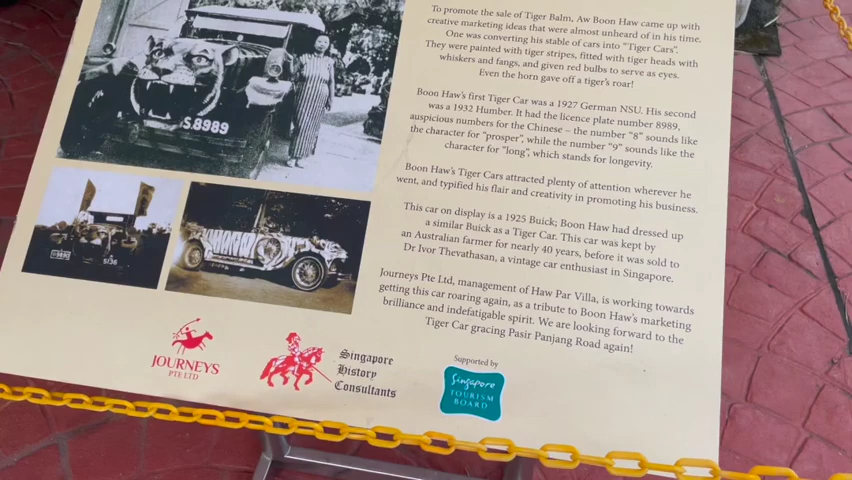 To promote the sale of Tiger Balm, Aw Boon Haw came up with
creative marketing ideas that were almost unheard of in his time.
One was converting his stable of cars into "Tiger Cars".
They were painted with tiger stripes, fitted with tiger heads with
whiskers and fangs, and given red bulbs to serve as eyes.
Even the horn gave off a tiger's roar!
Boon Haw's first Tiger Car was a 1927 German NSU. His second
was a 1932 Humber. It had the licence plate number 8989,
auspicious numbers for the Chinese – the number "8" sounds like
the character for "prosper", while the number "9" sounds like the
character for "long", which stands for longevity.
Boon Haw's Tiger Cars attracted plenty of attention wherever he
went, and typified his flair and creativity in promoting his business.
This car on display is a 1925 Buick; Boon Haw had dressed up
a similar Buick as a Tiger Car. This car was kept by
an Australian farmer for nearly 40 years, before it was sold to
Dr Ivor Thevathasan, a vintage car enthusiast in Singapore.
Journeys Pte Ltd, management of Haw Par Villa, is working towards
getting this car roaring again, as a tribute to Boon Haw's marketing
brilliance and indefatigable spirit. We are looking forward to the
Tiger Car gracing Pasir Panjang Road again!
S.8989
JOURNEYS
PTE LTD
Singapore
History
Consultants
Supported by
Singapore
TOURISM
BOARD